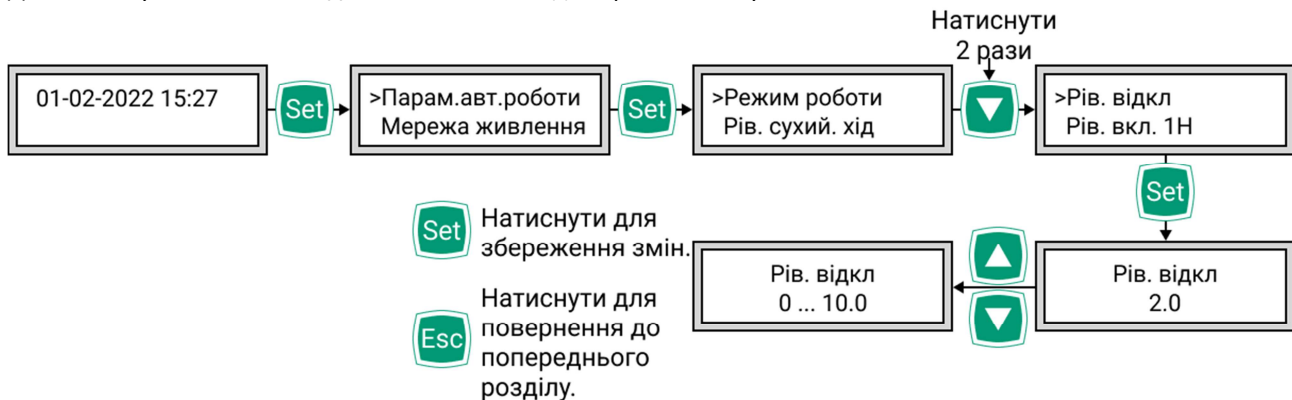 Натиснути
2 рази
01-02-2022 15:27
Set
>Парам.авт.роботи
Мережа живлення
Set
>Режим роботи
Рів. сухий. хід
>Рів. відкл
Рів. вкл. 1Н
Set
Set
Натиснути для
збереження змін.
Рів. відкл
0 ... 10.0
Рів. відкл
2.0
Esc
Натиснути для
повернення до
попереднього
розділу.